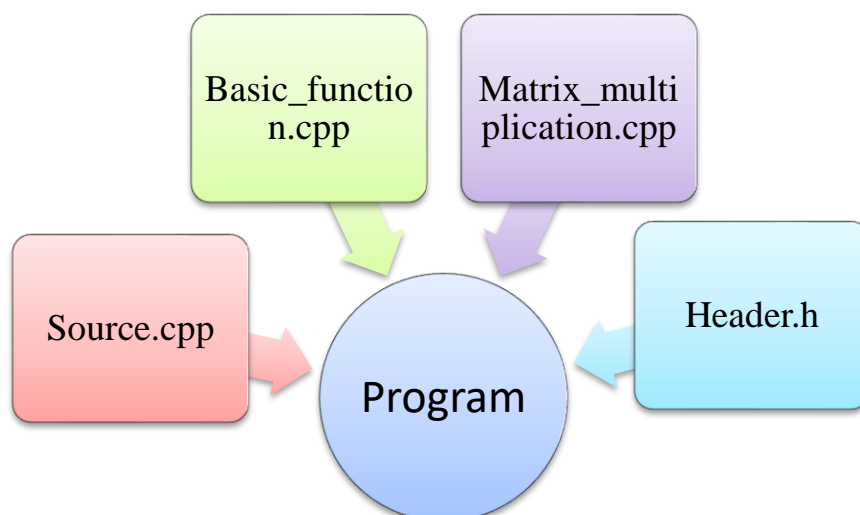 Basic_functio
n.cpp
Matrix_multi
plication.cpp
Source.cpp
Header.h
Program